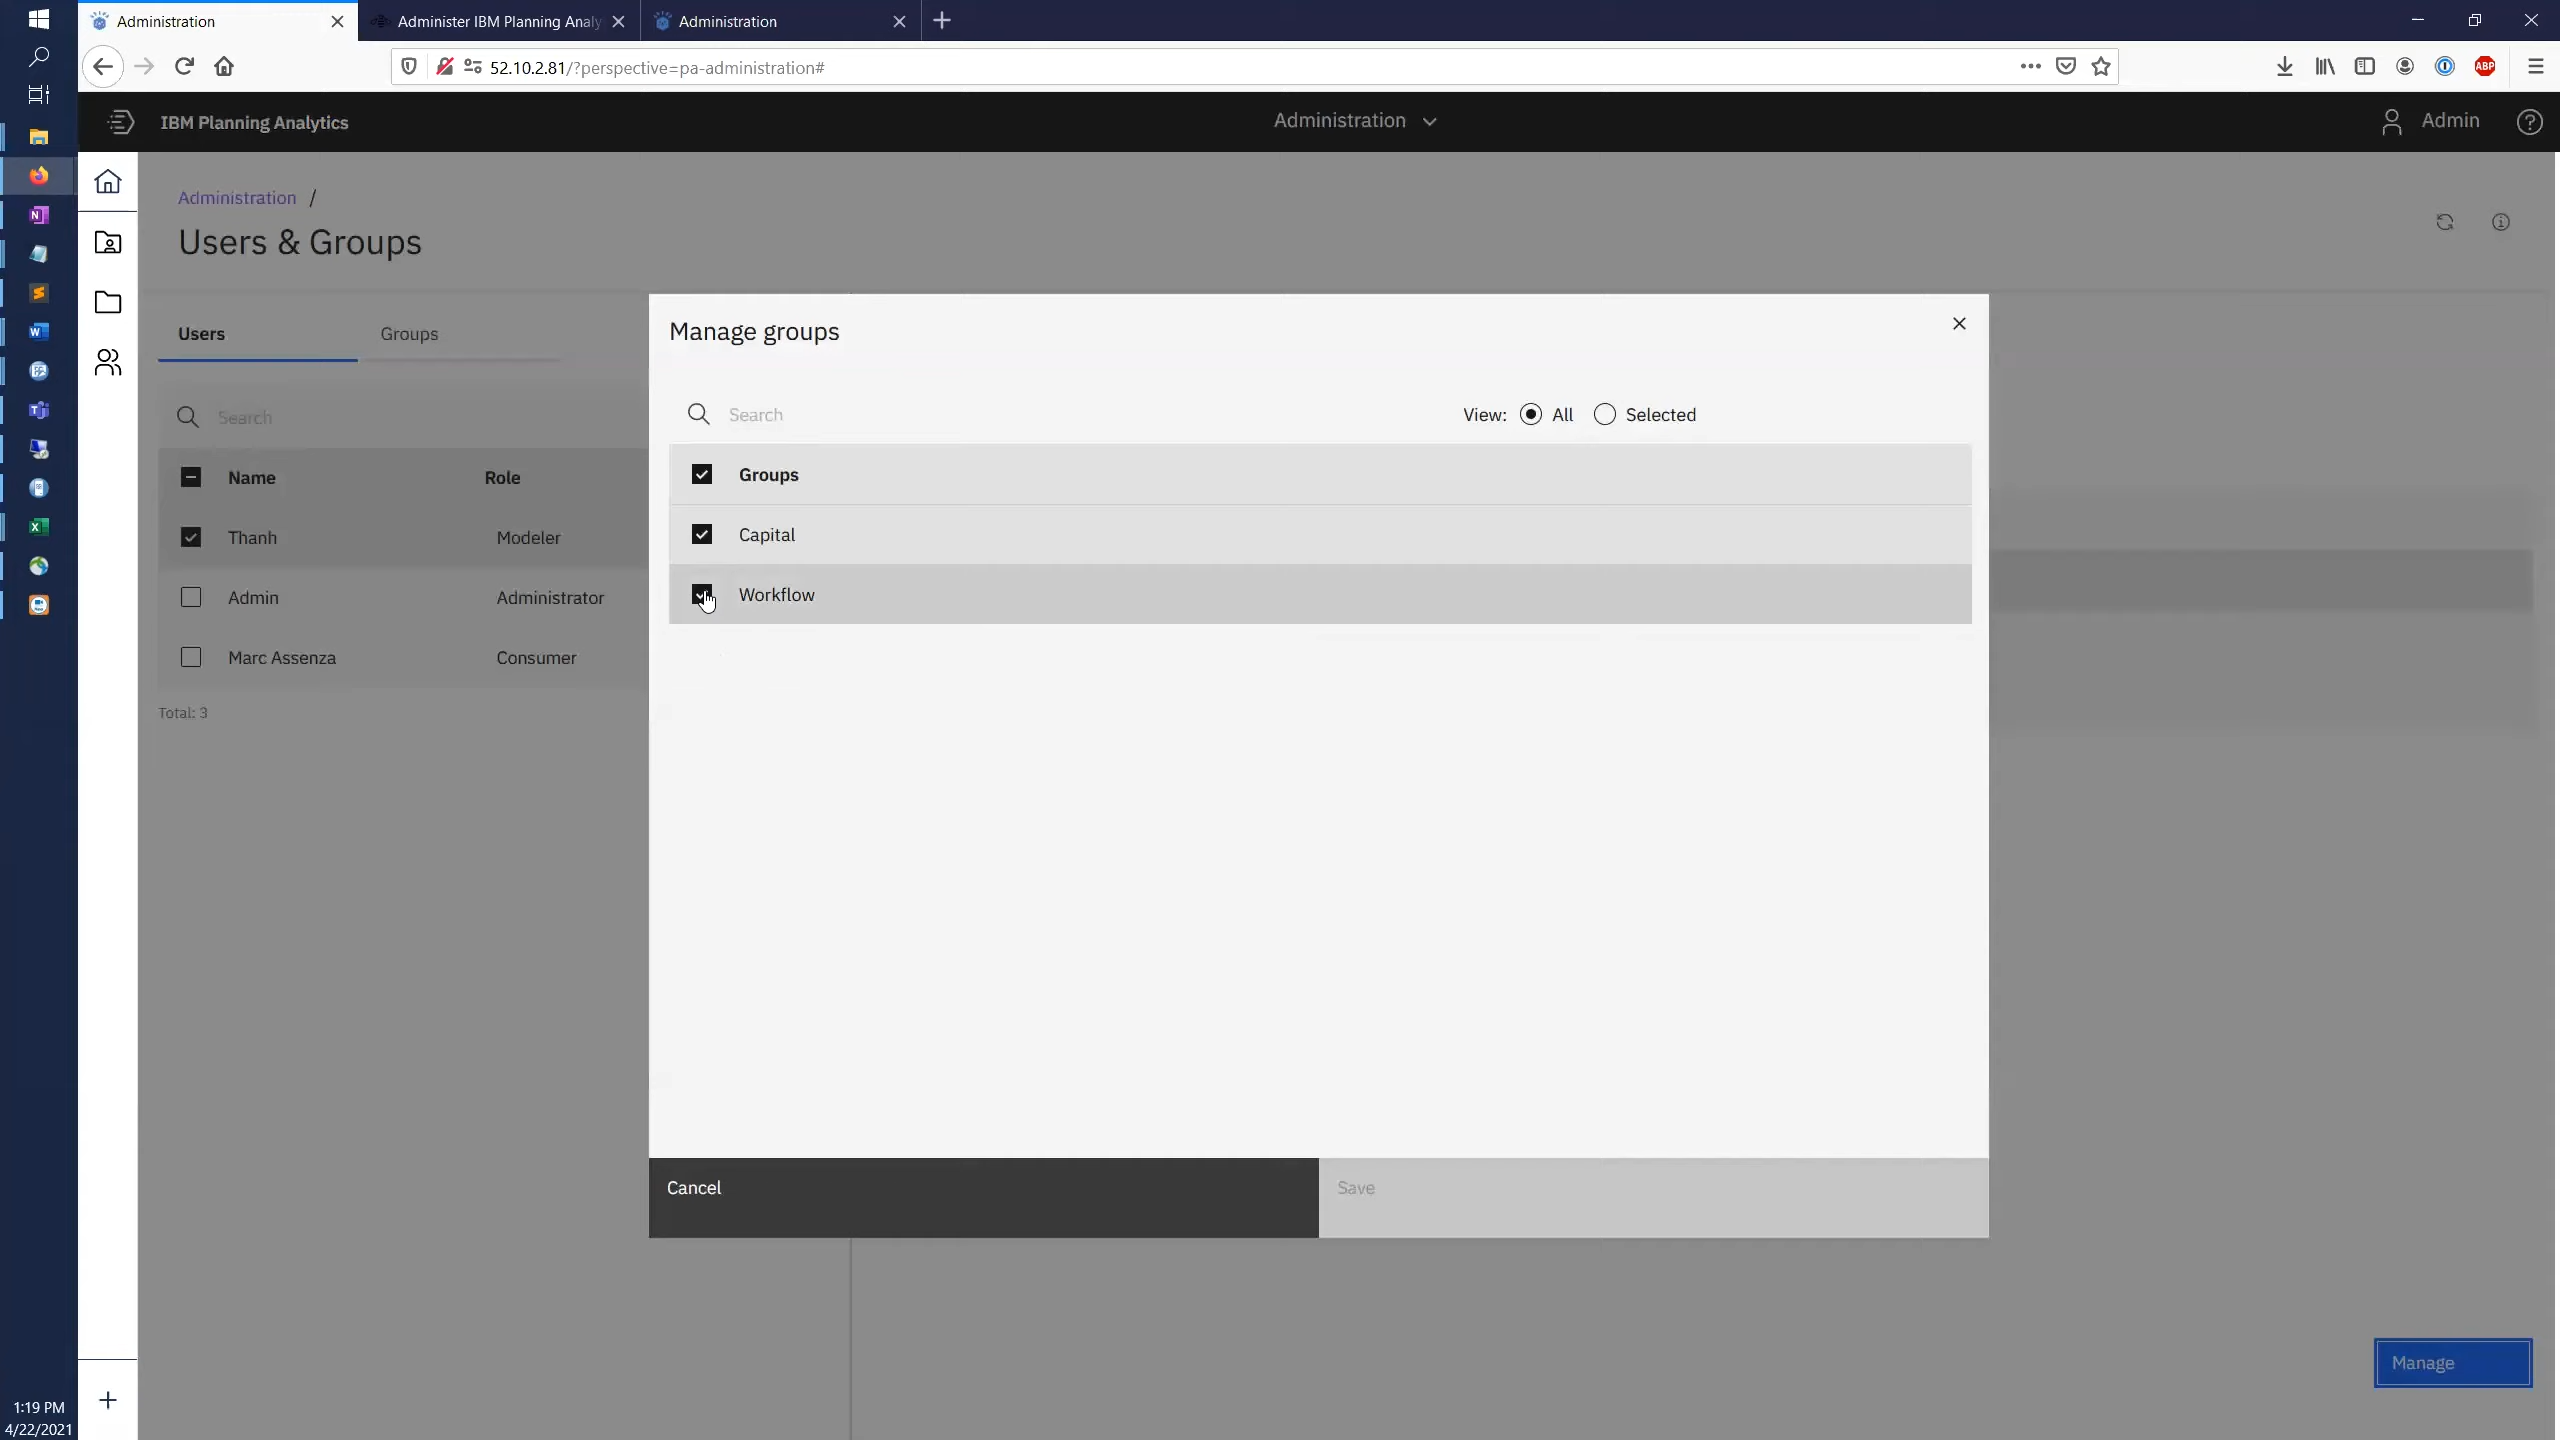 Administration
Administer IBM Planning Analy
Administration
52.10.2.81/?perspective=pa-administration#
ABP
IBM Planning Analytics
Administration
Admin
Administration /
Users & Groups
Users
Groups
Search
Name
Role
Thanh
Modeler
Admin
Administrator
Marc Assenza
Consumer
Total: 3
Manage groups
Search
View:
All
Selected
Groups
Capital
Workflow
Cancel
Save
Manage
1:19 PM
4/22/2021